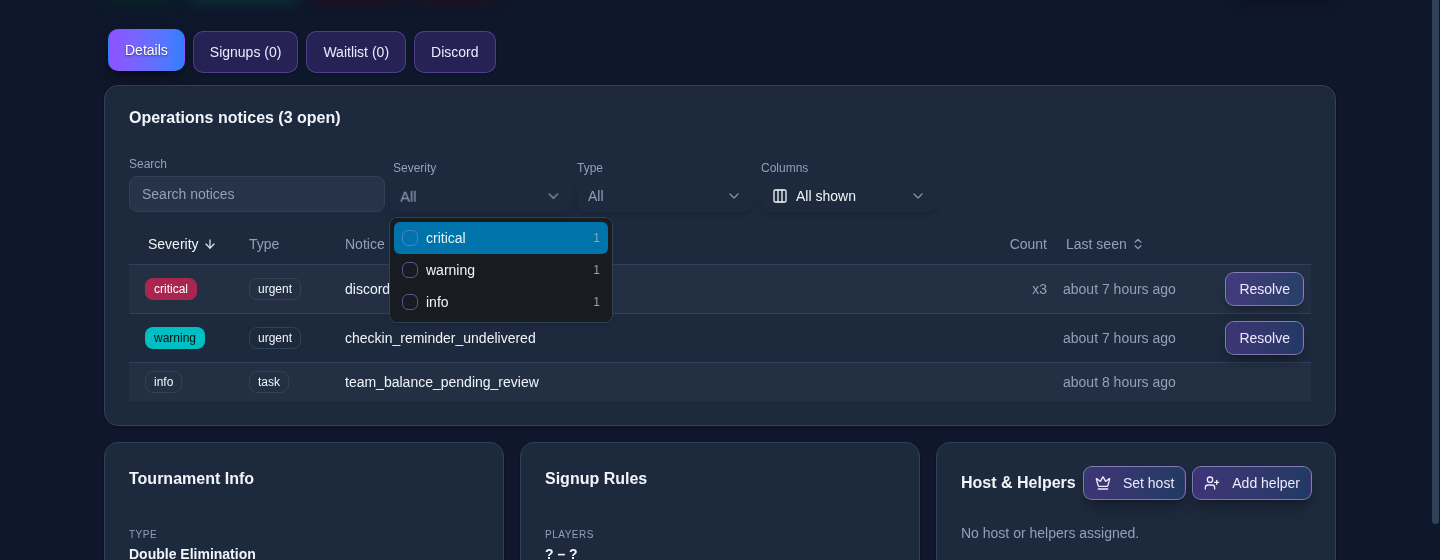 Details
Signups (0)
Waitlist (0)
Discord
Operations notices (3 open)
Search
Severity
Type
Columns
Search notices
All
All
All shown
critical 1
warning 1
info 1
Severity
Type
Notice
Count
Last seen
critical urgent discord x3 about 7 hours ago Resolve
warning urgent checkin_reminder_undelivered about 7 hours ago Resolve
info task team_balance_pending_review about 8 hours ago
Tournament Info
TYPE
Double Elimination
Signup Rules
PLAYERS
? – ?
Host & Helpers
Set host
Add helper
No host or helpers assigned.